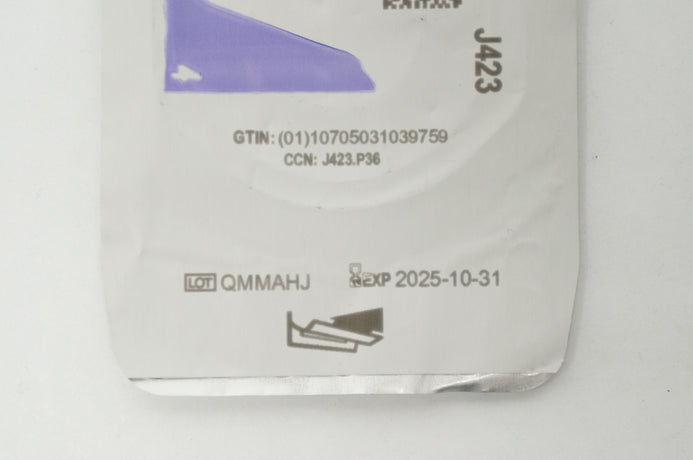 J423
GTIN: (01)10705031039759
CCN: J423.P36
LOT QMMAHJ
EXP 2025-10-31